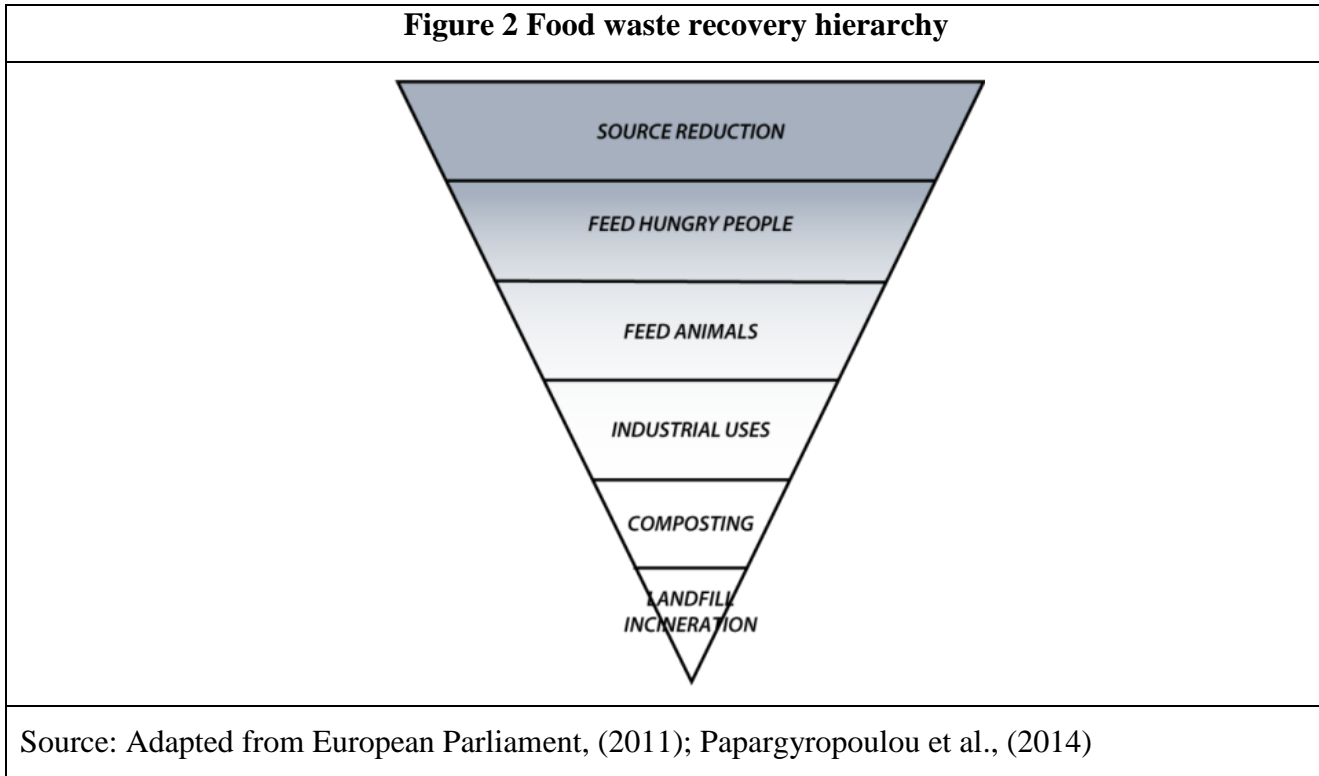 Figure 2 Food waste recovery hierarchy
SOURCE REDUCTION
FEED HUNGRY PEOPLE
FEED ANIMALS
INDUSTRIAL USES
COMPOSTING
LANDFILL
INCINERATION
Source: Adapted from European Parliament, (2011); Papargyropoulou et al., (2014)